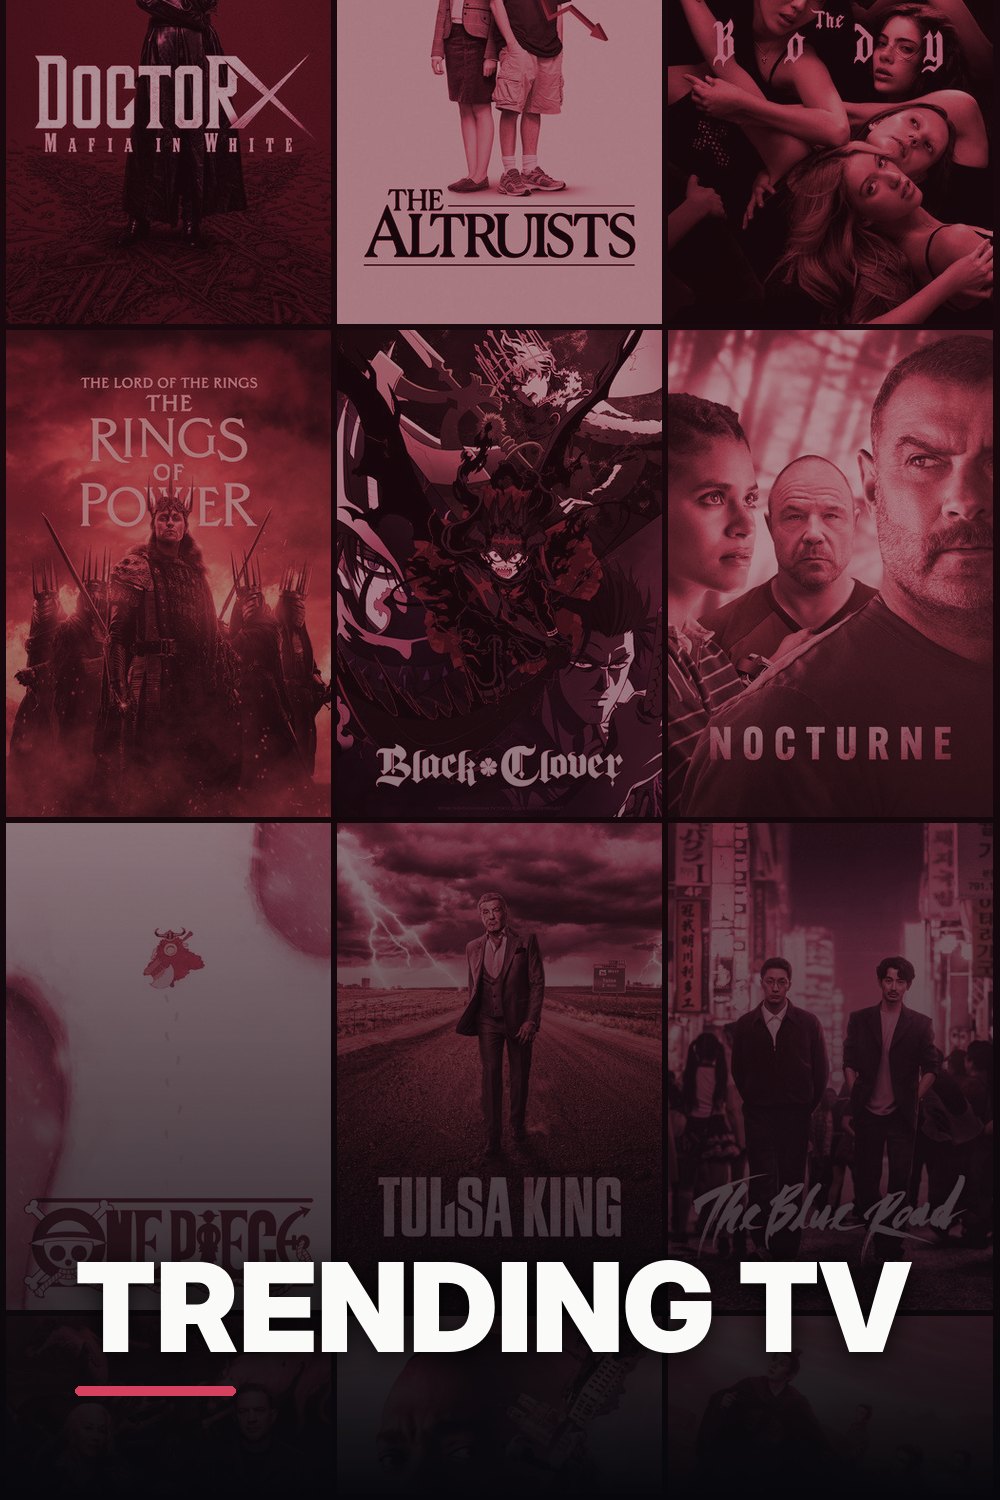 DOCTOR X
MAFIA IN WHITE
THE
ALTRUISTS
The
Body
THE LORD OF THE RINGS
THE
RINGS
OF
POWER
Black Clover
NOCTURNE
ONE PIECE
TULSA KING
The Blue Road
TRENDING TV